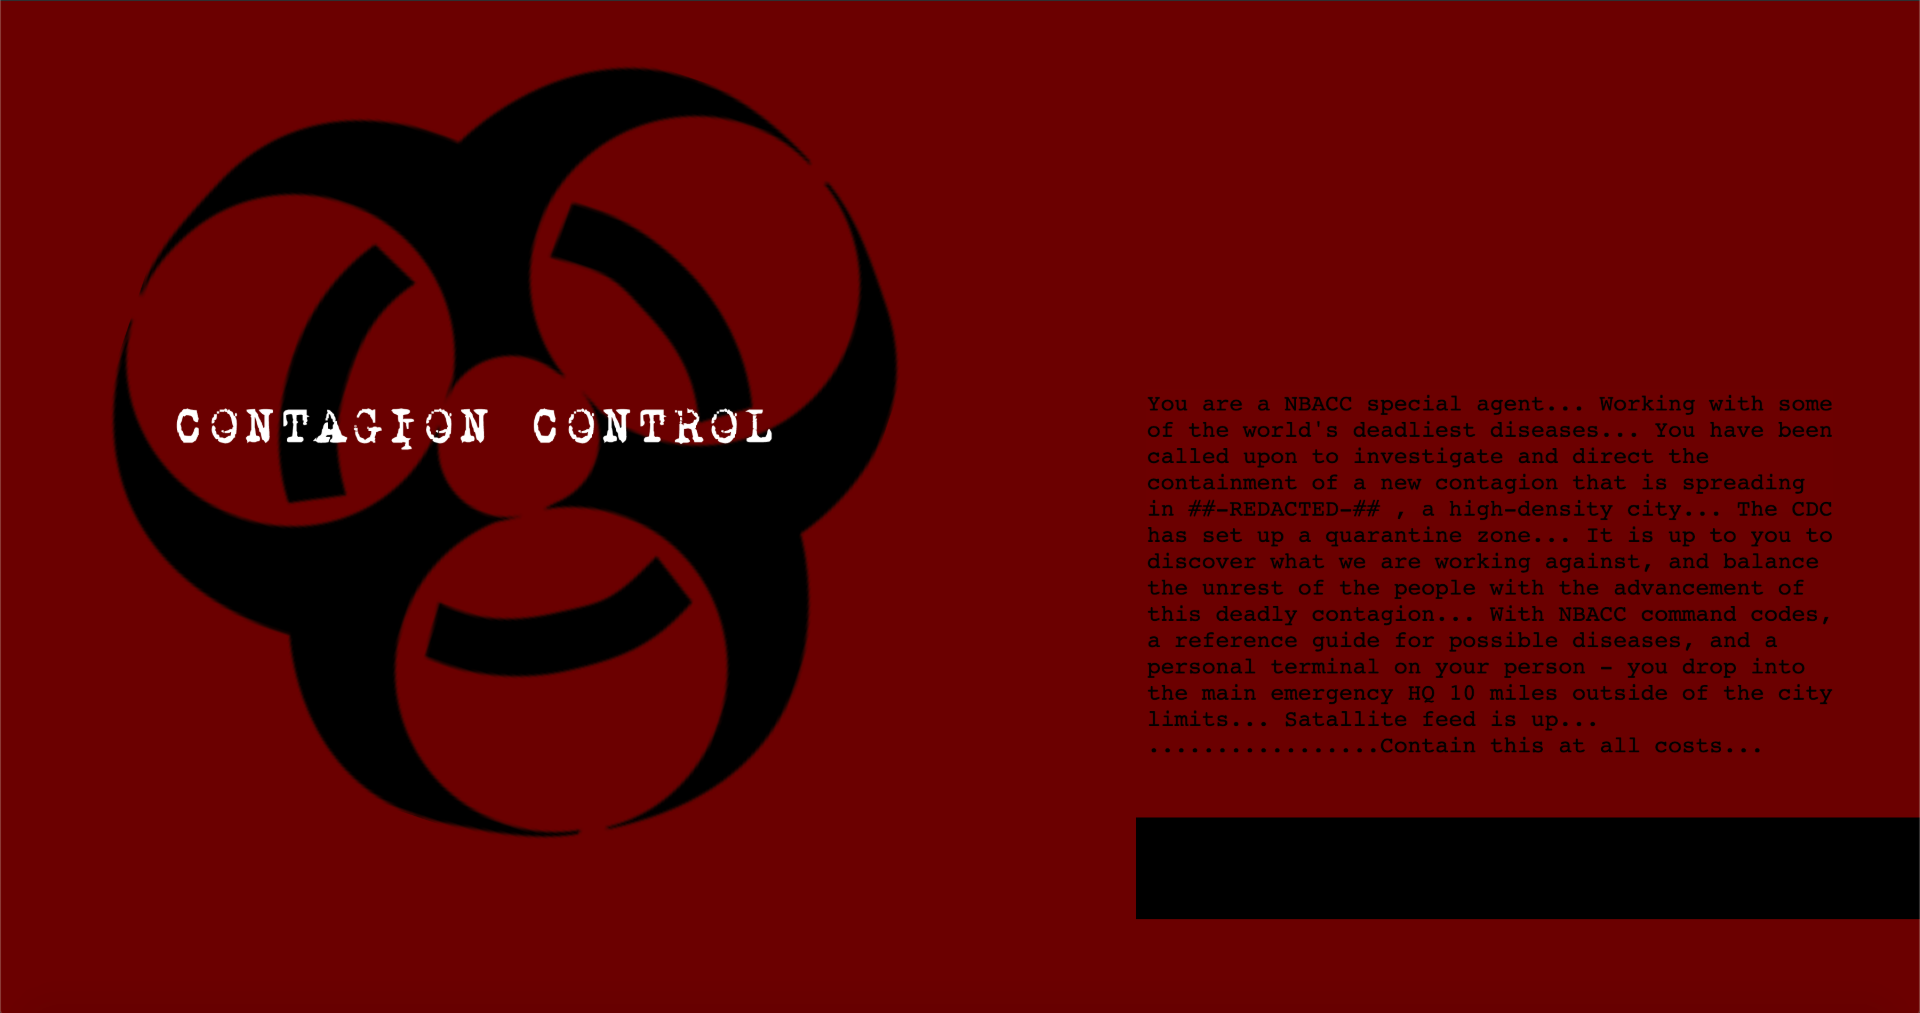 CONTAGION CONTROL
You are a NBACC special agent... Working with some
of the world's deadliest diseases... You have been
called upon to investigate and direct the
containment of a new contagion that is spreading
in ##-REDACTED-## , a high-density city... The CDC
has set up a quarantine zone... It is up to you to
discover what we are working against, and balance
the unrest of the people with the advancement of
this deadly contagion... With NBACC command codes,
a reference guide for possible diseases, and a
personal terminal on your person - you drop into
the main emergency HQ 10 miles outside of the city
limits... Satallite feed is up...
.................Contain this at all costs...